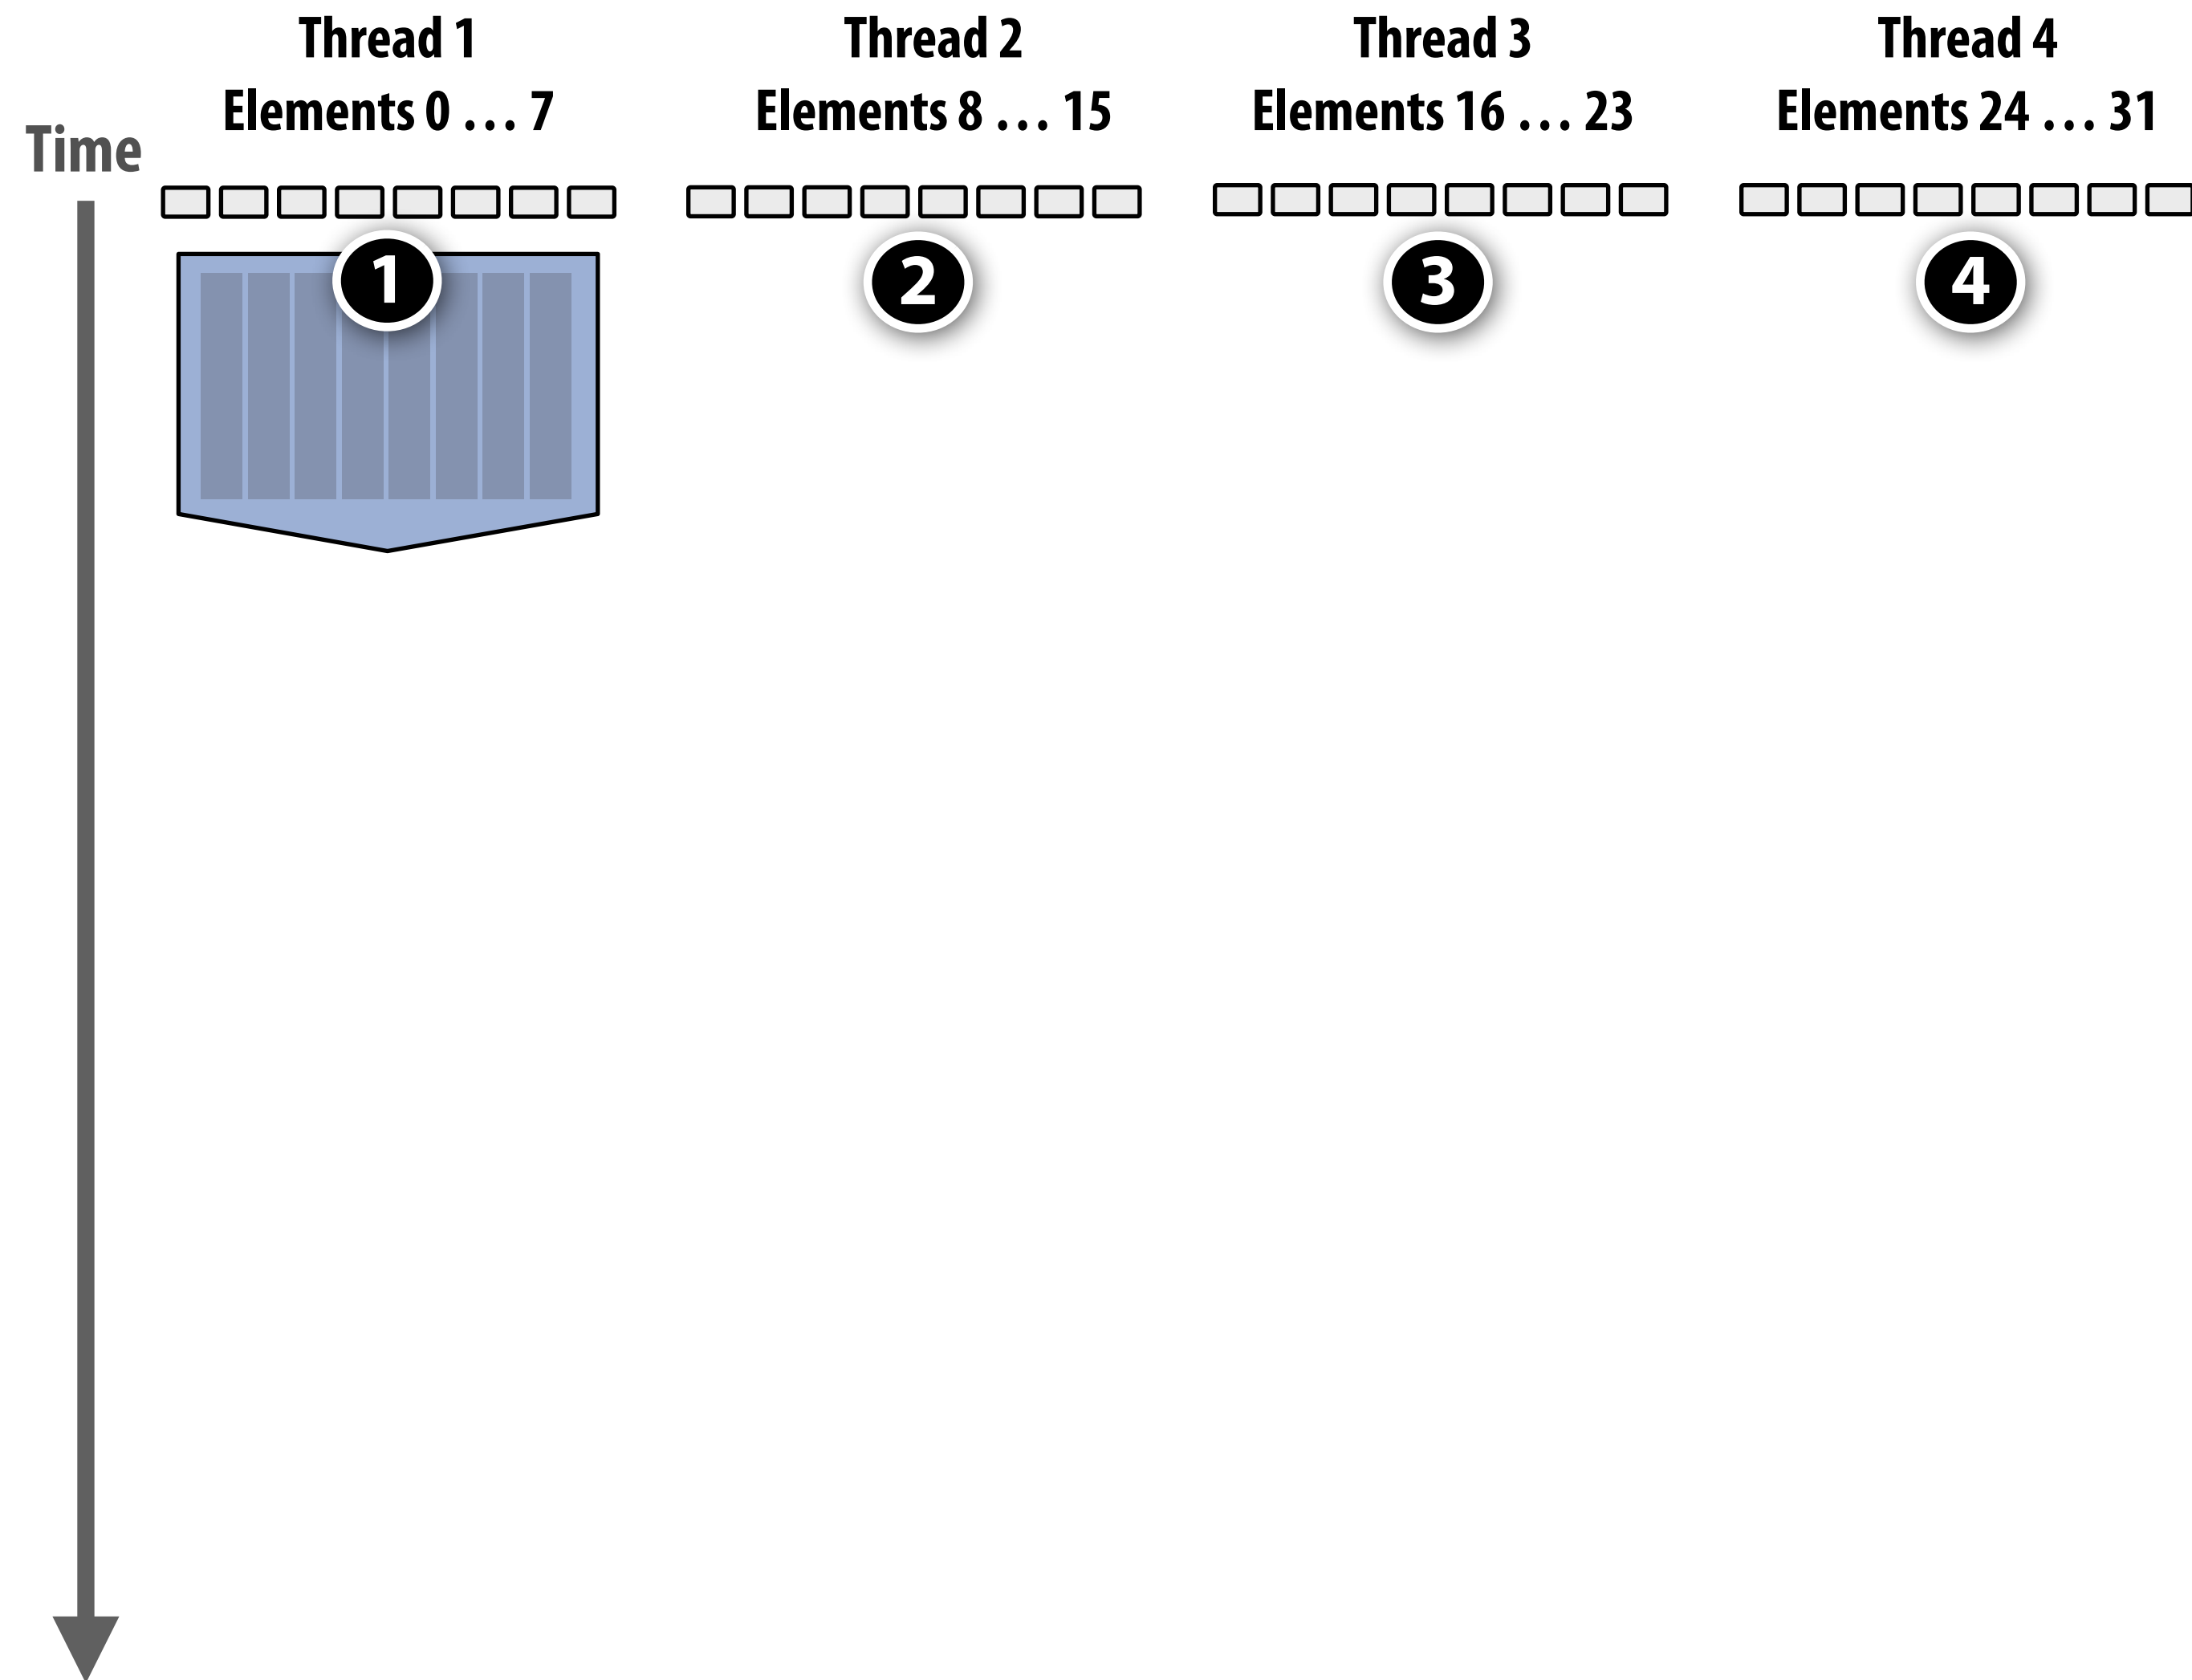 Thread 1
Elements 0 . . . 7
Thread 2
Elements 8 . . . 15
Thread 3
Elements 16 . . . 23
Thread 4
Elements 24 . . . 31
Time
1
2
3
4